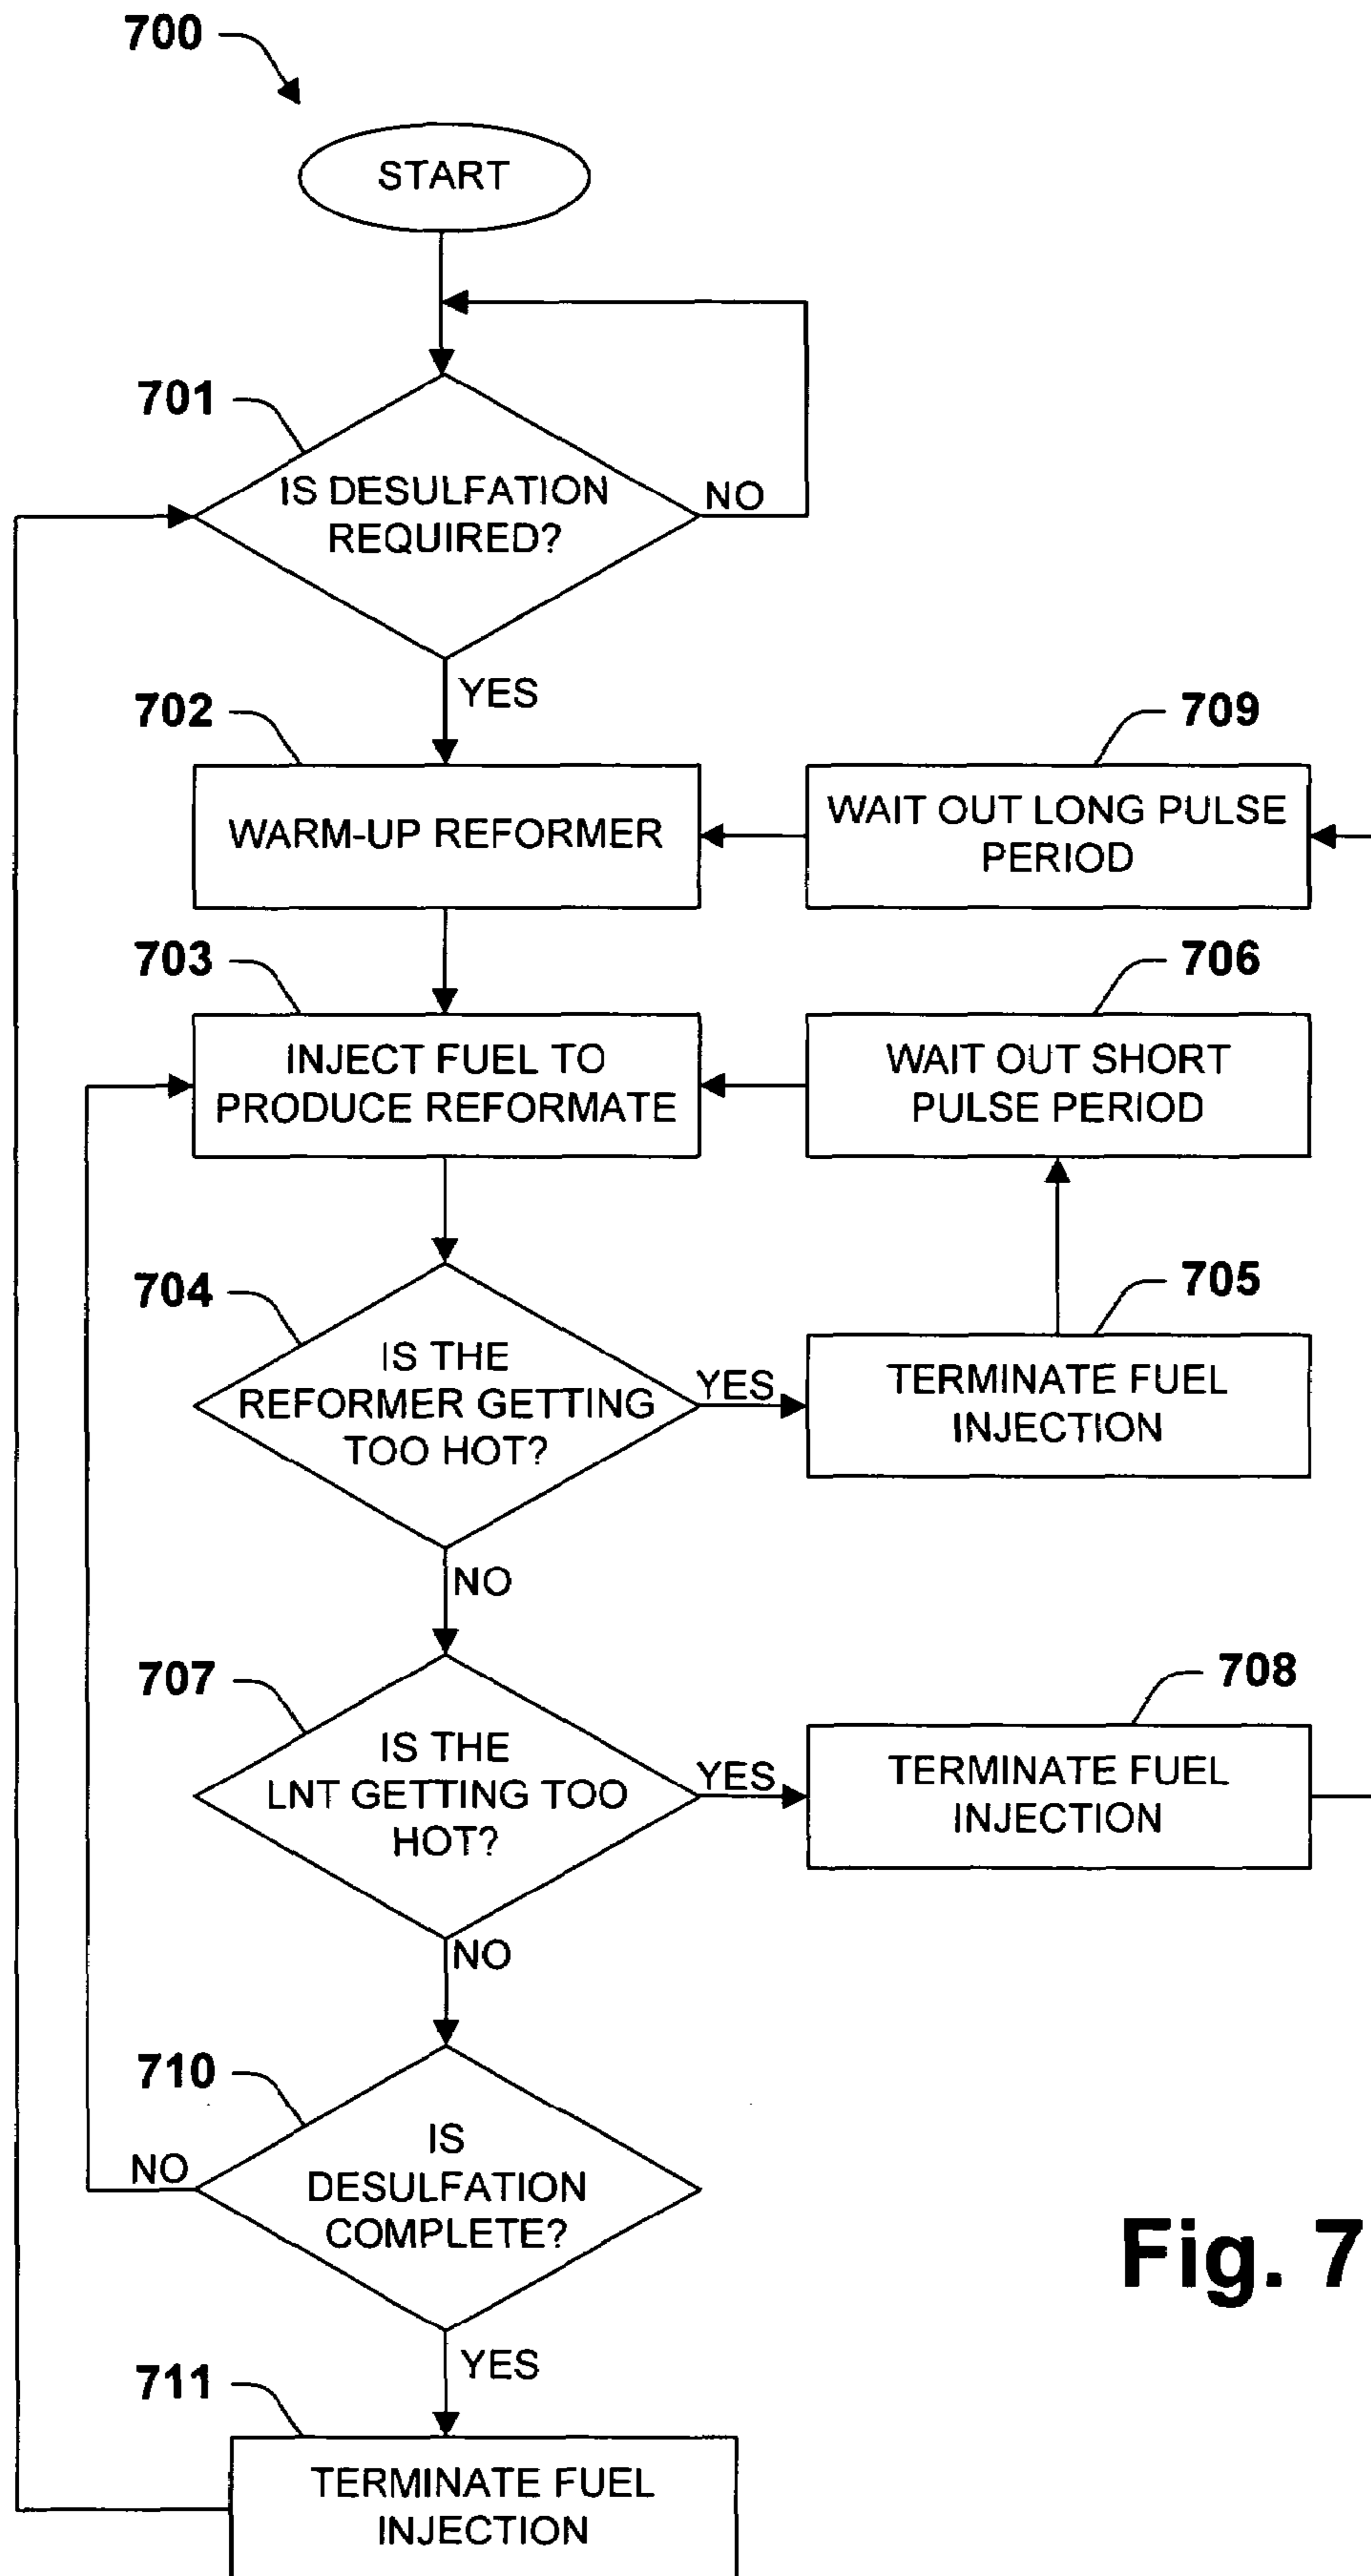 700
START
701
IS DESULFATION
REQUIRED?
NO
YES
702
WARM-UP REFORMER
709
WAIT OUT LONG PULSE
PERIOD
703
INJECT FUEL TO
PRODUCE REFORMATE
706
WAIT OUT SHORT
PULSE PERIOD
704
IS THE
REFORMER GETTING
TOO HOT?
YES
705
TERMINATE FUEL
INJECTION
NO
707
IS THE
LNT GETTING TOO
HOT?
YES
708
TERMINATE FUEL
INJECTION
NO
710
IS
DESULFATION
COMPLETE?
NO
YES
711
TERMINATE FUEL
INJECTION
Fig. 7